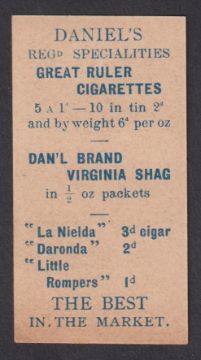 DANIEL'S
REGD SPECIALITIES
GREAT RULER
CIGARETTES
5 A 1d — 10 in tin 2d
and by weight 6d per oz
DAN'L BRAND
VIRGINIA SHAG
in 1/2 oz packets
"La Nielda" 3d cigar
"Daronda" 2d
"Little
Rompers" 1d
THE BEST
IN. THE MARKET.